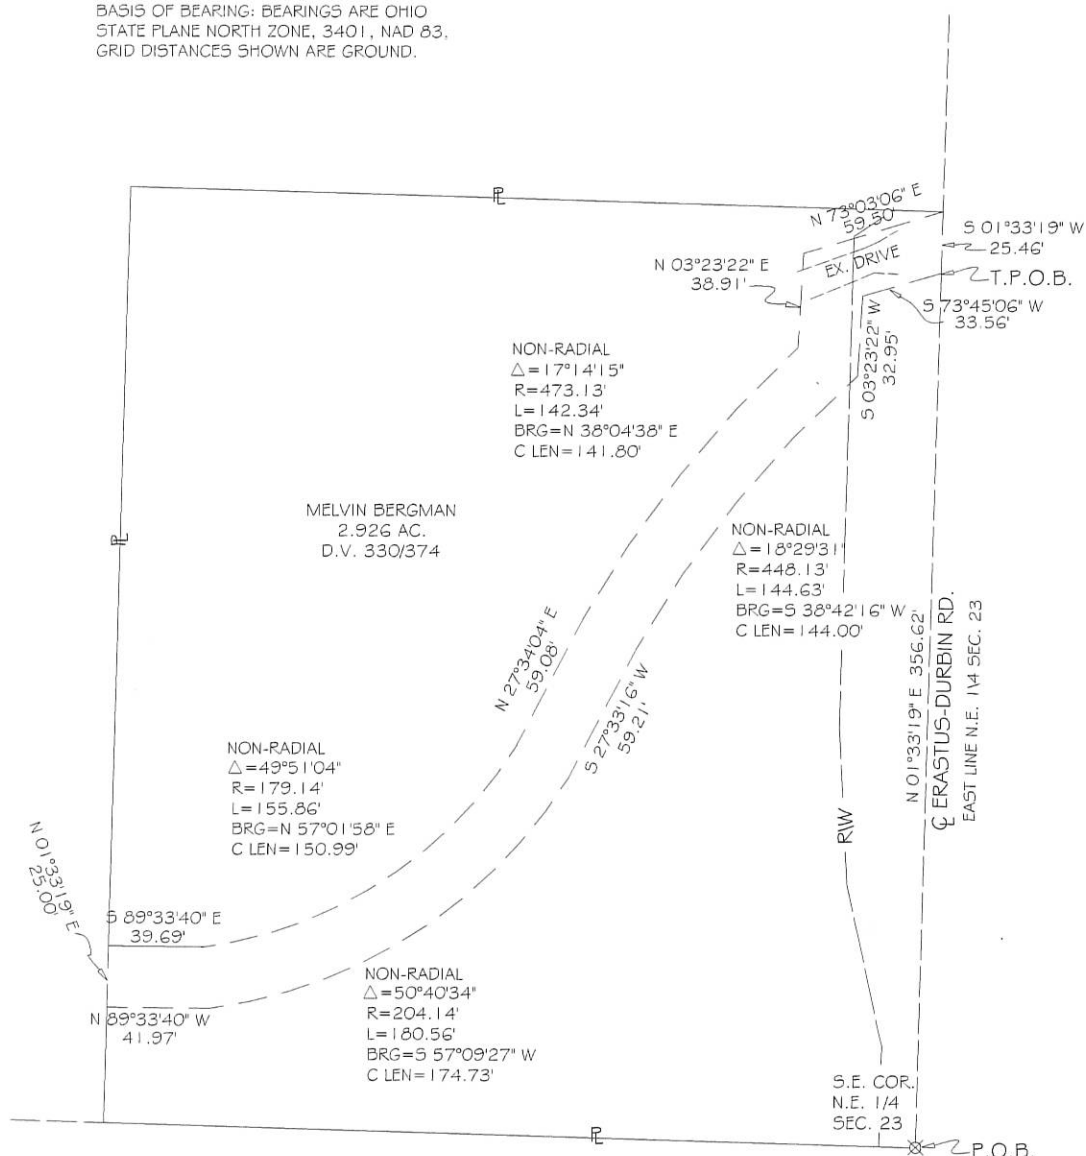 BASIS OF BEARING: BEARINGS ARE OHIO
STATE PLANE NORTH ZONE, 3401, NAD 83,
GRID DISTANCES SHOWN ARE GROUND.
PL
N 73°03'06" E
59.50'
S 01°33'19" W
25.46'
N 03°23'22" E
38.91'
EX. DRIVE
T.P.O.B.
S 73°45'06" W
33.56'
S 03°23'22" W
32.95'
NON-RADIAL
△=17°14'15"
R=473.13'
L=142.34'
BRG=N 38°04'38" E
C LEN=141.80'
MELVIN BERGMAN
2.926 AC.
D.V. 330/374
PL
NON-RADIAL
△=18°29'31"
R=448.13'
L=144.63'
BRG=S 38°42'16" W
C LEN=144.00'
N 27°34'04" E
59.08'
S 27°33'16" W
59.21'
N 01°33'19" E 356.62'
CL ERASTUS-DURBIN RD.
EAST LINE N.E. 1\4 SEC. 23
R\W
NON-RADIAL
△=49°51'04"
R=179.14'
L=155.86'
BRG=N 57°01'58" E
C LEN=150.99'
N 01°33'19" E
25.00'
S 89°33'40" E
39.69'
N 89°33'40" W
41.97'
NON-RADIAL
△=50°40'34"
R=204.14'
L=180.56'
BRG=S 57°09'27" W
C LEN=174.73'
S.E. COR.
N.E. 1/4
SEC. 23
PL
P.O.B.